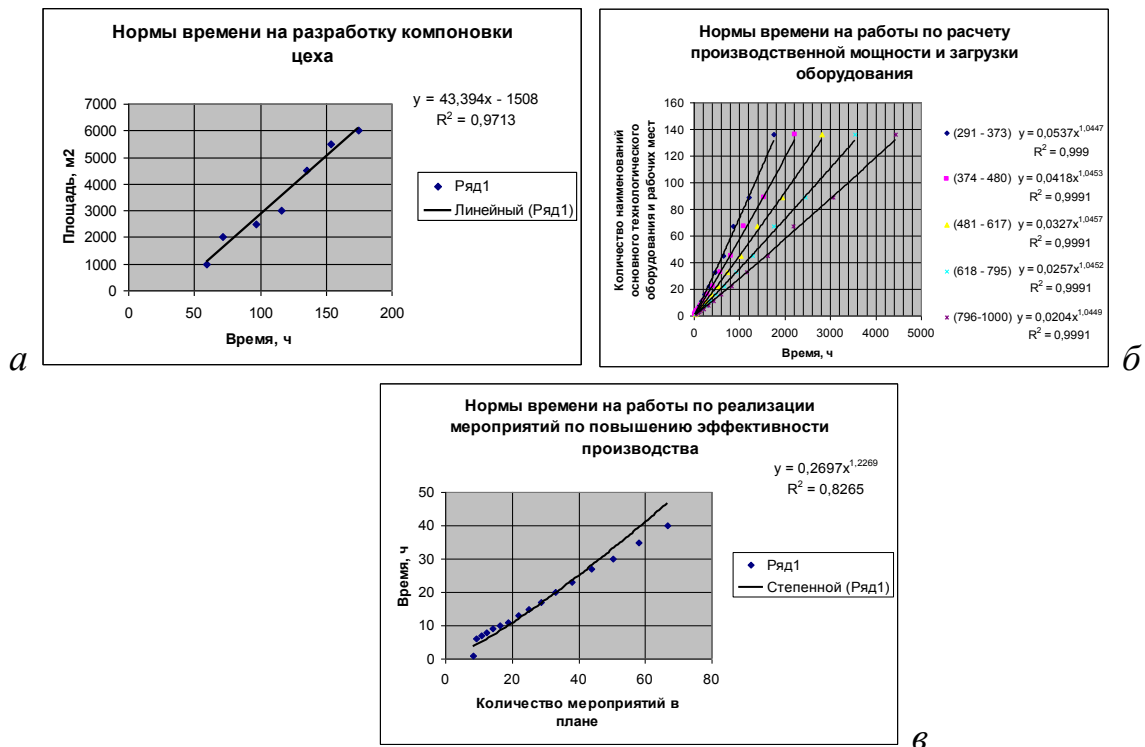 Нормы времени на разработку компоновки
цеха
Площадь, м2
7000
6000
5000
4000
3000
2000
1000
0
0 50 100 150 200
Время, ч
y = 43,394x - 1508
R² = 0,9713
Ряд1
Линейный (Ряд1)
а
Нормы времени на работы по расчету
производственной мощности и загрузки
оборудования
Количество наименований
основного технологического
оборудования и рабочих мест
160
140
120
100
80
60
40
20
0
0 1000 2000 3000 4000 5000
Время, ч
(291 - 373) y = 0,0537x^1,0447
R² = 0,999
(374 - 480) y = 0,0418x^1,0453
R² = 0,9991
(481 - 617) y = 0,0327x^1,0457
R² = 0,9991
(618 - 795) y = 0,0257x^1,0452
R² = 0,9991
(796-1000) y = 0,0204x^1,0449
R² = 0,9991
б
Нормы времени на работы по реализации
мероприятий по повышению эффективности
производства
y = 0,2697x^1,2269
R² = 0,8265
Время, ч
50
40
30
20
10
0
0 20 40 60 80
Количество мероприятий в
плане
Ряд1
Степенной (Ряд1)
в